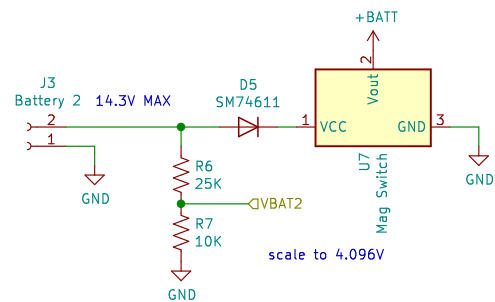 +BATT
J3
Battery 2
14.3V MAX
D5
SM74611
2
Vout
2
1
1
VCC
GND
3
U7
Mag Switch
GND
GND
R6
25K
VBAT2
R7
10K
scale to 4.096V
GND